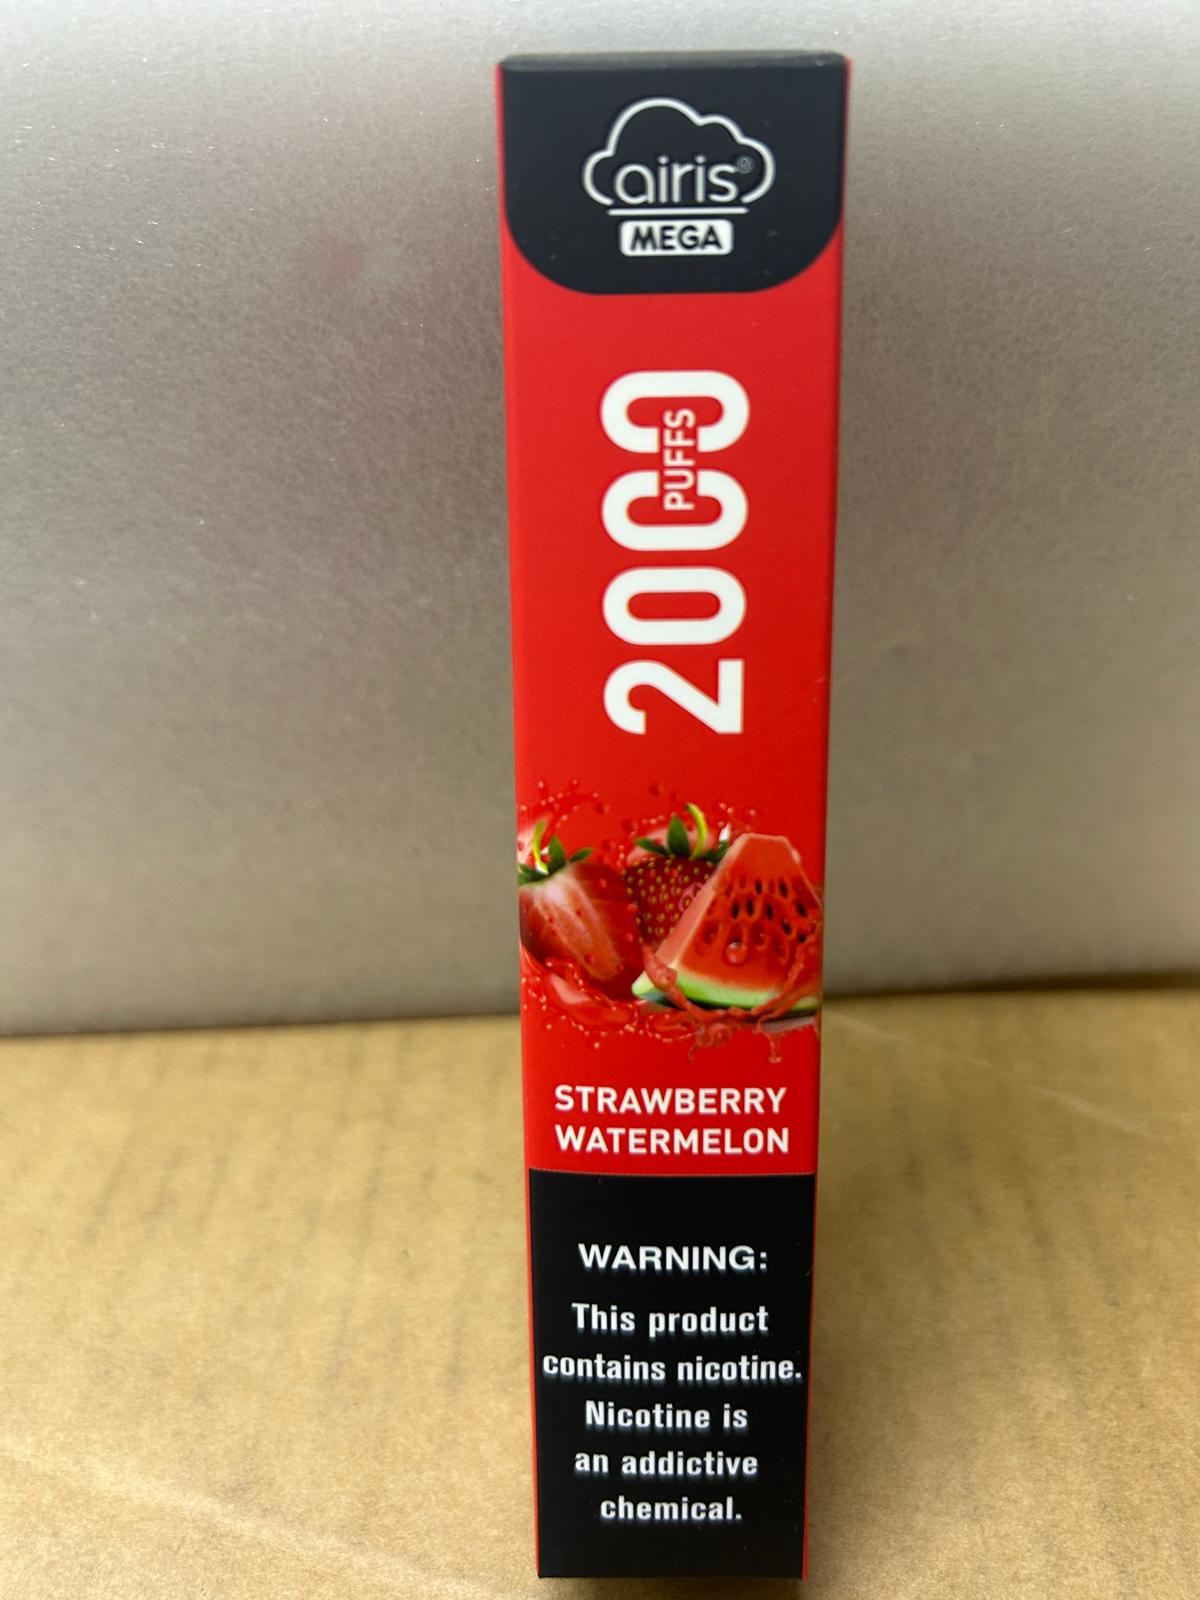 airis®
MEGA
2000
PUFFS
STRAWBERRY
WATERMELON
WARNING:
This product
contains nicotine.
Nicotine is
an addictive
chemical.